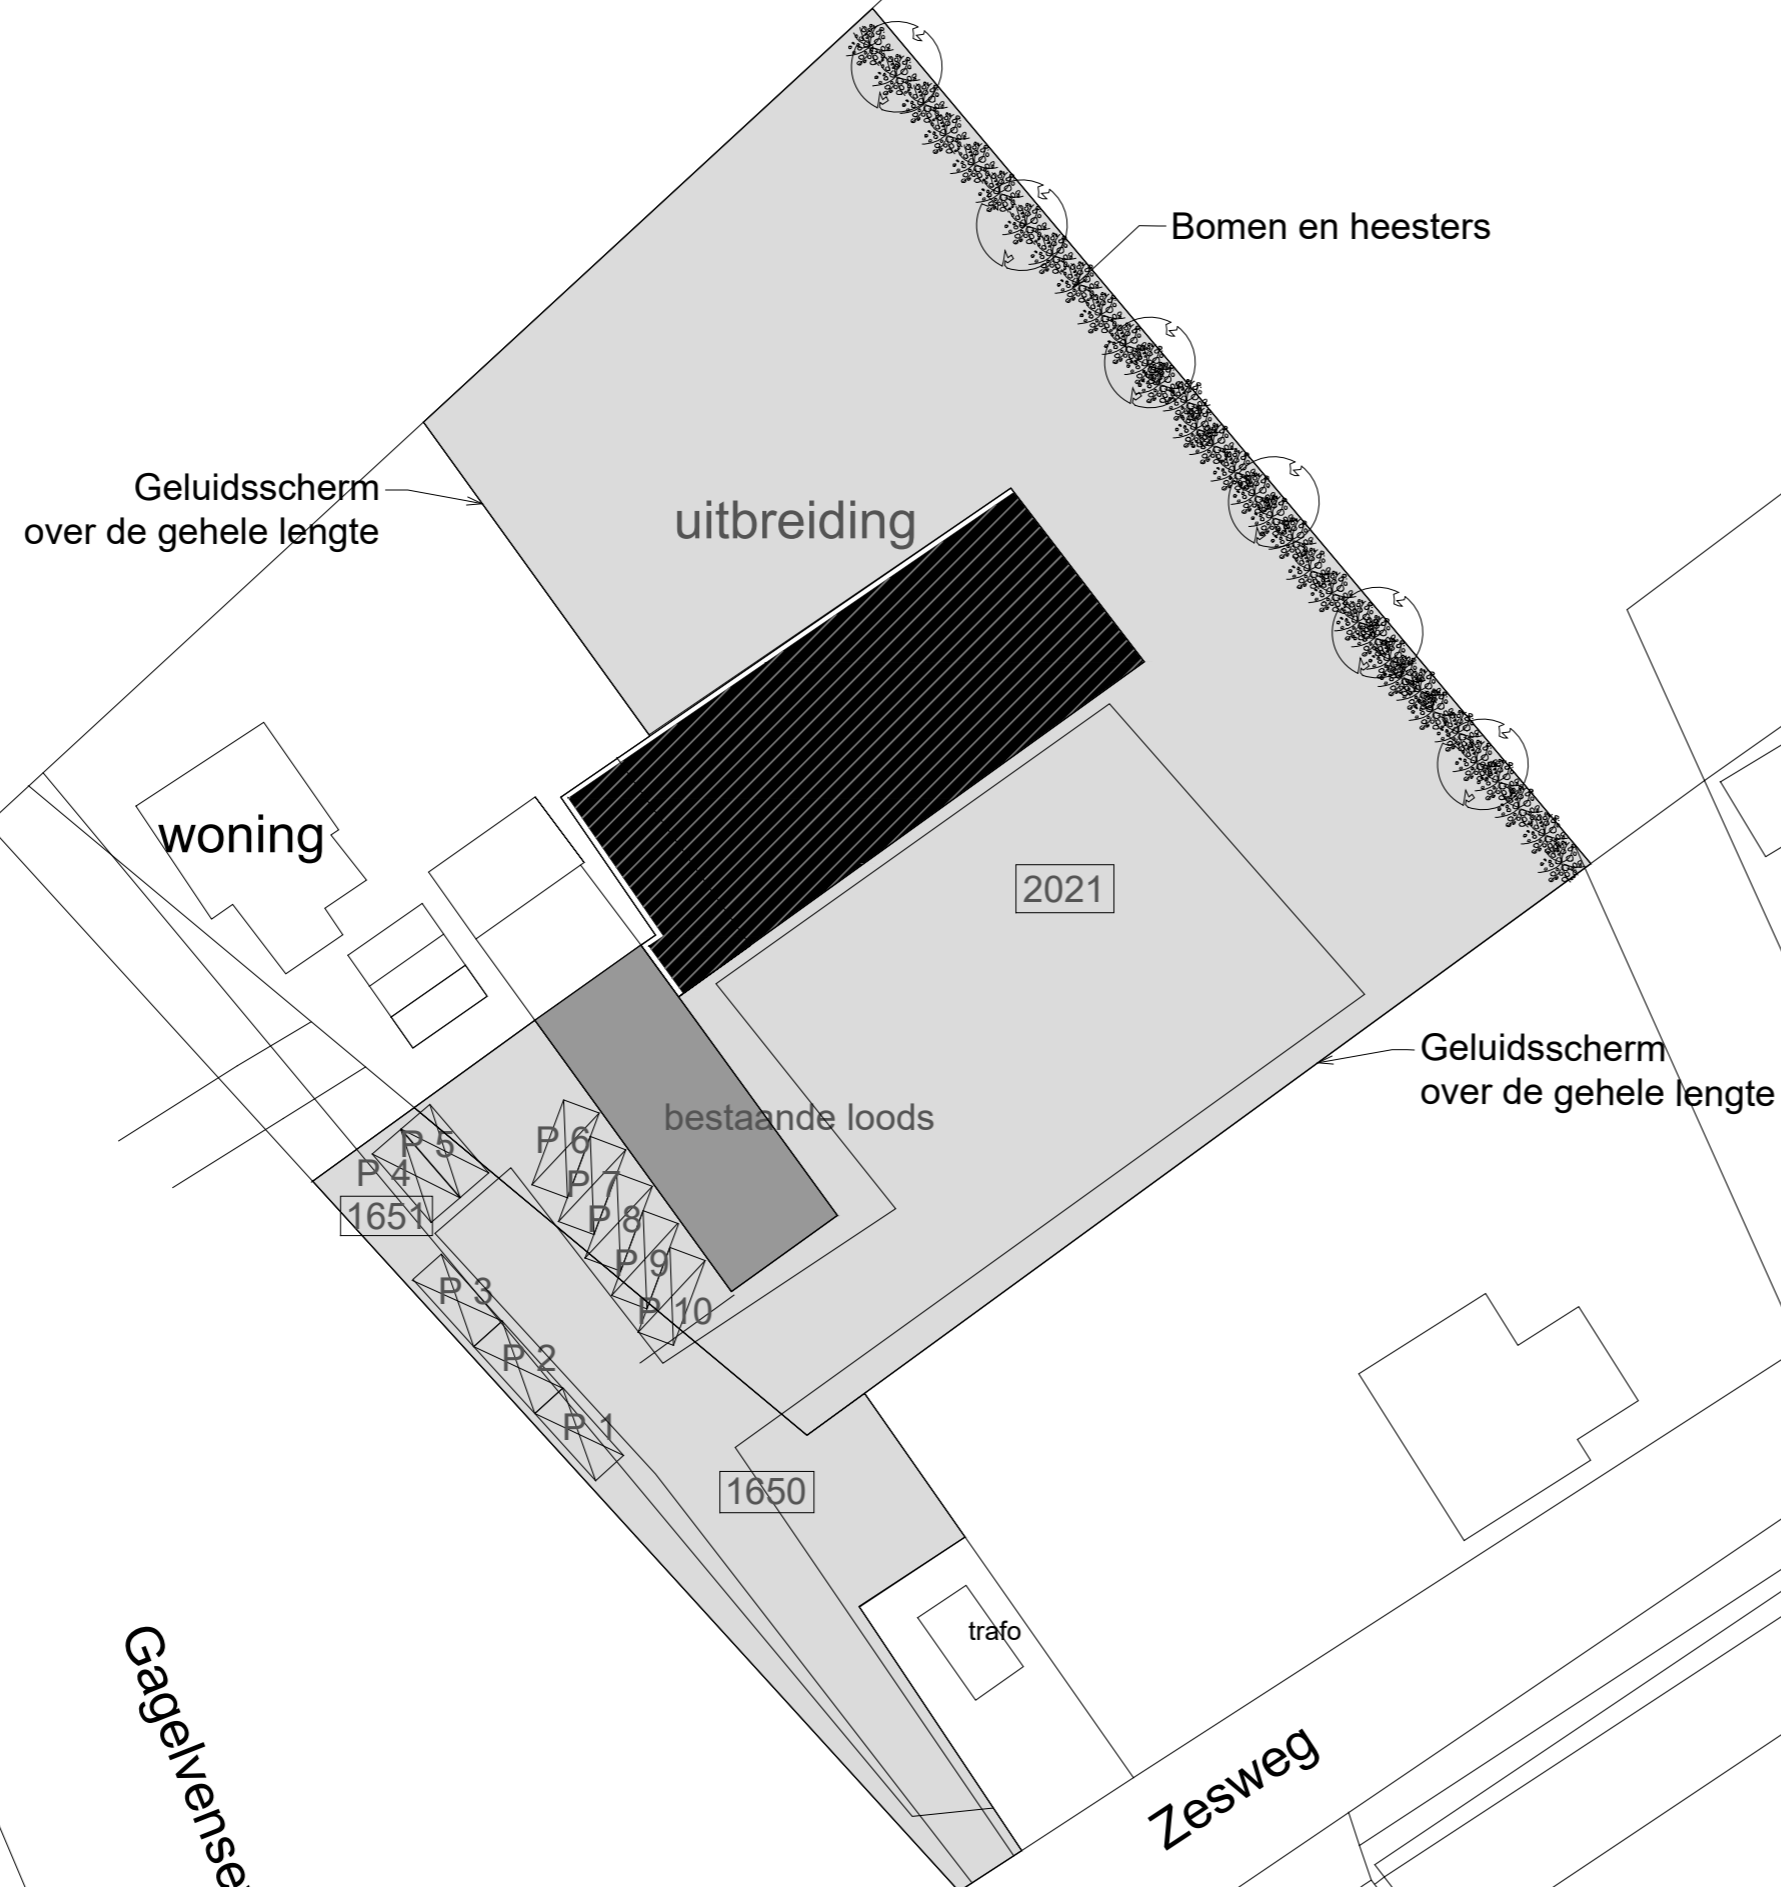 Bomen en heesters
Geluidsscherm
over de gehele lengte
uitbreiding
woning
2021
Geluidsscherm
over de gehele lengte
bestaande loods
P 5
P 4
P 6
P 7
1651
P 8
P 9
P 3
P 10
P 2
P 1
1650
trafo
Zesweg